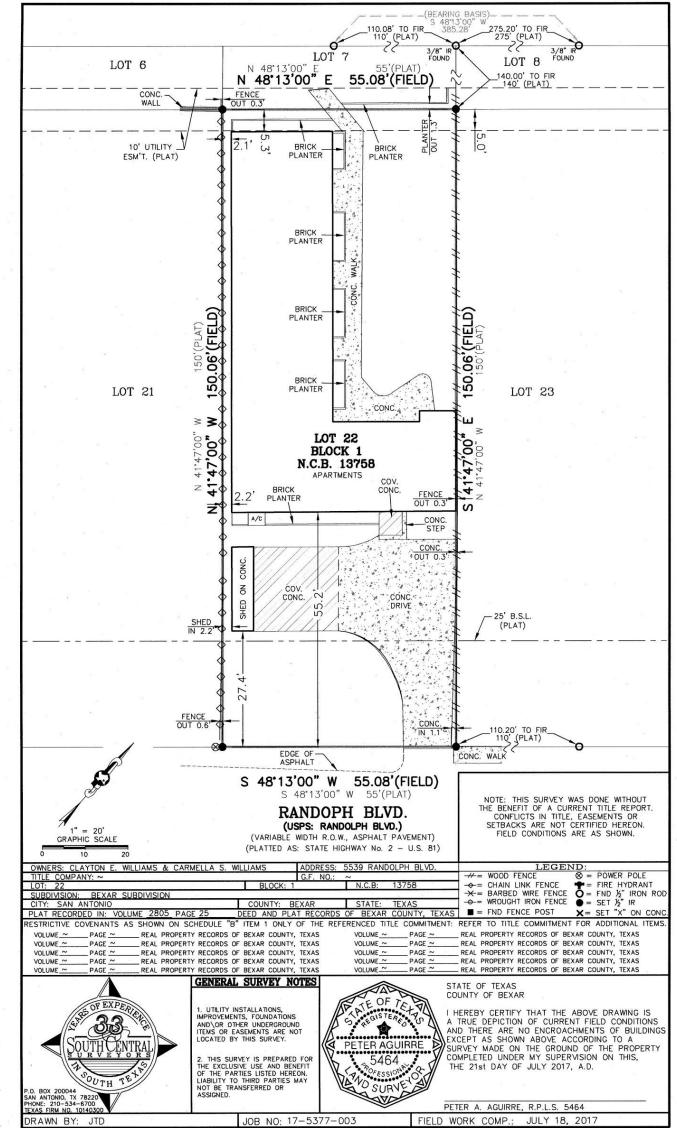 (BEARING BASIS)
S 48°13'00" W
385.28'
110.08' TO FIR
110' (PLAT)
275.20' TO FIR
275' (PLAT)
LOT 6
LOT 7
3/8" IR
FOUND
LOT 8
3/8" IR
FOUND
N 48°13'00" E 55'(PLAT)
N 48°13'00" E 55.08'(FIELD)
140.00' TO FIR
140' (PLAT)
CONC.
WALL
FENCE
OUT 0.3'
10' UTILITY
ESM'T. (PLAT)
2.1'
5.3'
BRICK
PLANTER
BRICK
PLANTER
PLANTER
OUT 1.3'
5.0'
BRICK
PLANTER
CONC. WALK
BRICK
PLANTER
BRICK
PLANTER
N 41°47'00" W 150'(PLAT)
N 41°47'00" W 150.06'(FIELD)
S 41°47'00" E 150.06'(FIELD)
N 41°47'00" W 150'(PLAT)
LOT 21
LOT 23
CONC.
LOT 22
BLOCK 1
N.C.B. 13758
APARTMENTS
2.2'
BRICK
PLANTER
COV.
CONC.
FENCE
OUT 0.3'
A/C
CONC.
STEP
CONC.
OUT 0.3'
SHED ON CONC.
COV.
CONC.
55.2'
CONC.
DRIVE
SHED
IN 2.2'
25' B.S.L.
(PLAT)
27.4'
FENCE
OUT 0.6'
CONC.
IN 1.1'
110.20' TO FIR
110' (PLAT)
EDGE OF
ASPHALT
CONC. WALK
S 48°13'00" W 55.08'(FIELD)
S 48°13'00" W 55'(PLAT)
RANDOPH BLVD.
(USPS: RANDOLPH BLVD.)
(VARIABLE WIDTH R.O.W., ASPHALT PAVEMENT)
(PLATTED AS: STATE HIGHWAY No. 2 - U.S. 81)
1" = 20'
GRAPHIC SCALE
0 10 20
NOTE: THIS SURVEY WAS DONE WITHOUT
THE BENEFIT OF A CURRENT TITLE REPORT.
CONFLICTS IN TITLE, EASEMENTS OR
SETBACKS ARE NOT CERTIFIED HEREON.
FIELD CONDITIONS ARE AS SHOWN.
OWNERS: CLAYTON E. WILLIAMS & CARMELLA S. WILLIAMS ADDRESS: 5539 RANDOLPH BLVD.
TITLE COMPANY: ~ G.F. NO.: ~
LOT: 22 BLOCK: 1 N.C.B: 13758
SUBDIVISION: BEXAR SUBDIVISION
CITY: SAN ANTONIO COUNTY: BEXAR STATE: TEXAS
PLAT RECORDED IN: VOLUME 2805 PAGE 25 DEED AND PLAT RECORDS OF BEXAR COUNTY, TEXAS
LEGEND:
= WOOD FENCE = POWER POLE
= CHAIN LINK FENCE = FIRE HYDRANT
= BARBED WIRE FENCE = FND ½" IRON ROD
= WROUGHT IRON FENCE = SET ½" IR
= FND FENCE POST = SET "X" ON CONC.
RESTRICTIVE COVENANTS AS SHOWN ON SCHEDULE "B" ITEM 1 ONLY OF THE REFERENCED TITLE COMMITMENT: REFER TO TITLE COMMITMENT FOR ADDITIONAL ITEMS.
VOLUME ~ PAGE ~ REAL PROPERTY RECORDS OF BEXAR COUNTY, TEXAS VOLUME ~ PAGE ~ REAL PROPERTY RECORDS OF BEXAR COUNTY, TEXAS
VOLUME ~ PAGE ~ REAL PROPERTY RECORDS OF BEXAR COUNTY, TEXAS VOLUME ~ PAGE ~ REAL PROPERTY RECORDS OF BEXAR COUNTY, TEXAS
VOLUME ~ PAGE ~ REAL PROPERTY RECORDS OF BEXAR COUNTY, TEXAS VOLUME ~ PAGE ~ REAL PROPERTY RECORDS OF BEXAR COUNTY, TEXAS
VOLUME ~ PAGE ~ REAL PROPERTY RECORDS OF BEXAR COUNTY, TEXAS VOLUME ~ PAGE ~ REAL PROPERTY RECORDS OF BEXAR COUNTY, TEXAS
VOLUME ~ PAGE ~ REAL PROPERTY RECORDS OF BEXAR COUNTY, TEXAS VOLUME ~ PAGE ~ REAL PROPERTY RECORDS OF BEXAR COUNTY, TEXAS
YEARS OF EXPERIENCE
33
SOUTH CENTRAL
SURVEYORS
IN SOUTH TEXAS
P.O. BOX 200044
SAN ANTONIO, TX 78220
PHONE: 210-534-6700
TEXAS FIRM NO. 10140300
GENERAL SURVEY NOTES
1. UTILITY INSTALLATIONS,
IMPROVEMENTS, FOUNDATIONS
AND\OR OTHER UNDERGROUND
ITEMS OR EASEMENTS ARE NOT
LOCATED BY THIS SURVEY.
2. THIS SURVEY IS PREPARED FOR
THE EXCLUSIVE USE AND BENEFIT
OF THE PARTIES LISTED HEREON.
LIABILITY TO THIRD PARTIES MAY
NOT BE TRANSFERRED OR
ASSIGNED.
STATE OF TEXAS
REGISTERED
PETER AGUIRRE
5464
PROFESSIONAL
LAND SURVEYOR
STATE OF TEXAS
COUNTY OF BEXAR
I HEREBY CERTIFY THAT THE ABOVE DRAWING IS
A TRUE DEPICTION OF CURRENT FIELD CONDITIONS
AND THERE ARE NO ENCROACHMENTS OF BUILDINGS
EXCEPT AS SHOWN ABOVE ACCORDING TO A
SURVEY MADE ON THE GROUND OF THE PROPERTY
COMPLETED UNDER MY SUPERVISION ON THIS,
THE 21st DAY OF JULY 2017, A.D.
PETER A. AGUIRRE, R.P.L.S. 5464
DRAWN BY: JTD JOB NO: 17-5377-003 FIELD WORK COMP.: JULY 18, 2017